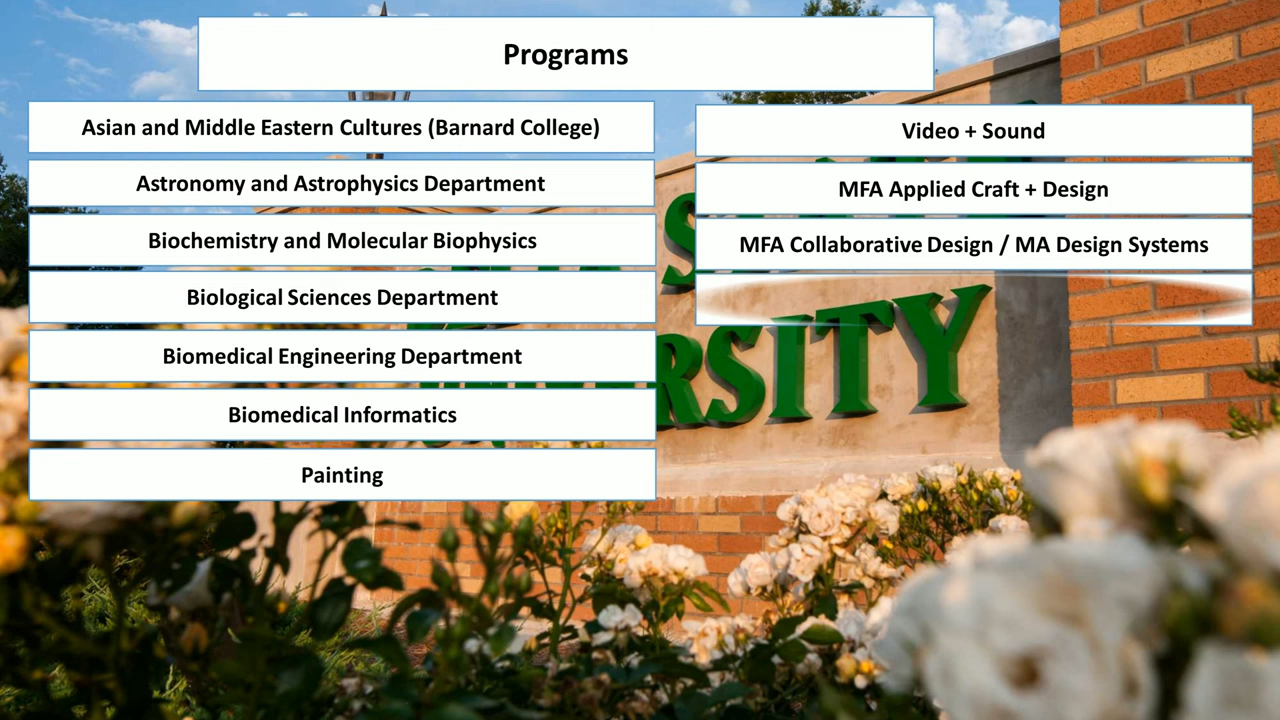 Programs
Asian and Middle Eastern Cultures (Barnard College)
Astronomy and Astrophysics Department
Biochemistry and Molecular Biophysics
Biological Sciences Department
Biomedical Engineering Department
Biomedical Informatics
Painting
Video + Sound
MFA Applied Craft + Design
MFA Collaborative Design / MA Design Systems